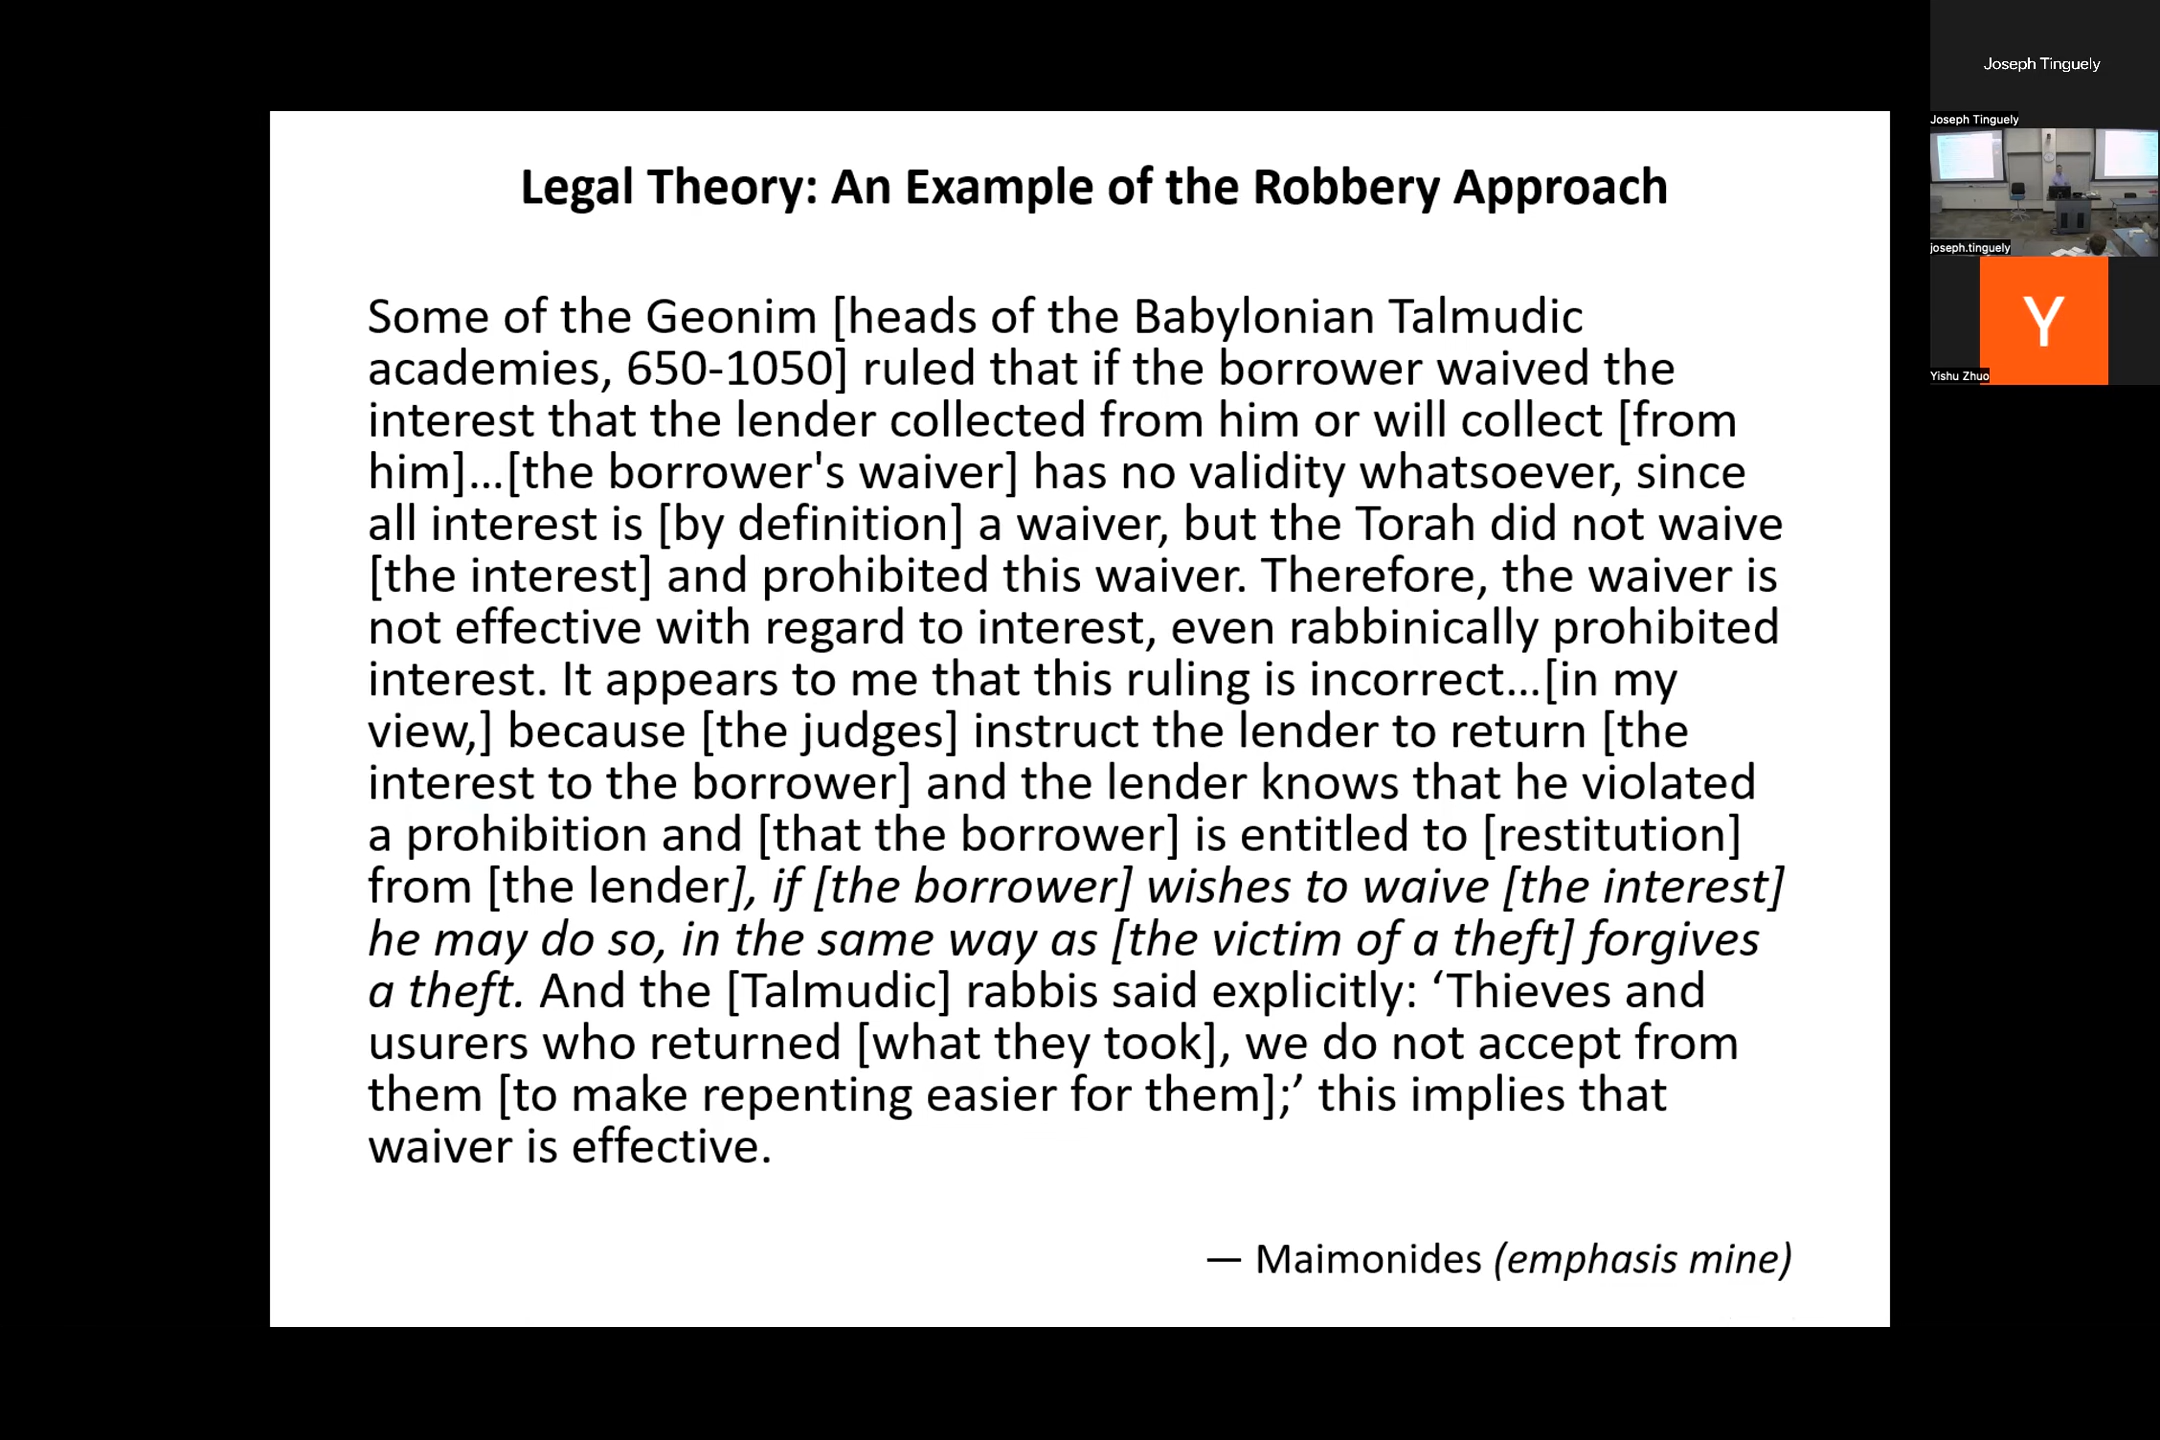 Legal Theory: An Example of the Robbery Approach
Some of the Geonim [heads of the Babylonian Talmudic
academies, 650-1050] ruled that if the borrower waived the
interest that the lender collected from him or will collect [from
him]…[the borrower's waiver] has no validity whatsoever, since
all interest is [by definition] a waiver, but the Torah did not waive
[the interest] and prohibited this waiver. Therefore, the waiver is
not effective with regard to interest, even rabbinically prohibited
interest. It appears to me that this ruling is incorrect…[in my
view,] because [the judges] instruct the lender to return [the
interest to the borrower] and the lender knows that he violated
a prohibition and [that the borrower] is entitled to [restitution]
from [the lender], if [the borrower] wishes to waive [the interest]
he may do so, in the same way as [the victim of a theft] forgives
a theft. And the [Talmudic] rabbis said explicitly: ‘Thieves and
usurers who returned [what they took], we do not accept from
them [to make repenting easier for them];’ this implies that
waiver is effective.
— Maimonides (emphasis mine)
Joseph Tinguely
Joseph Tinguely
joseph.tinguely
Y
Yishu Zhuo